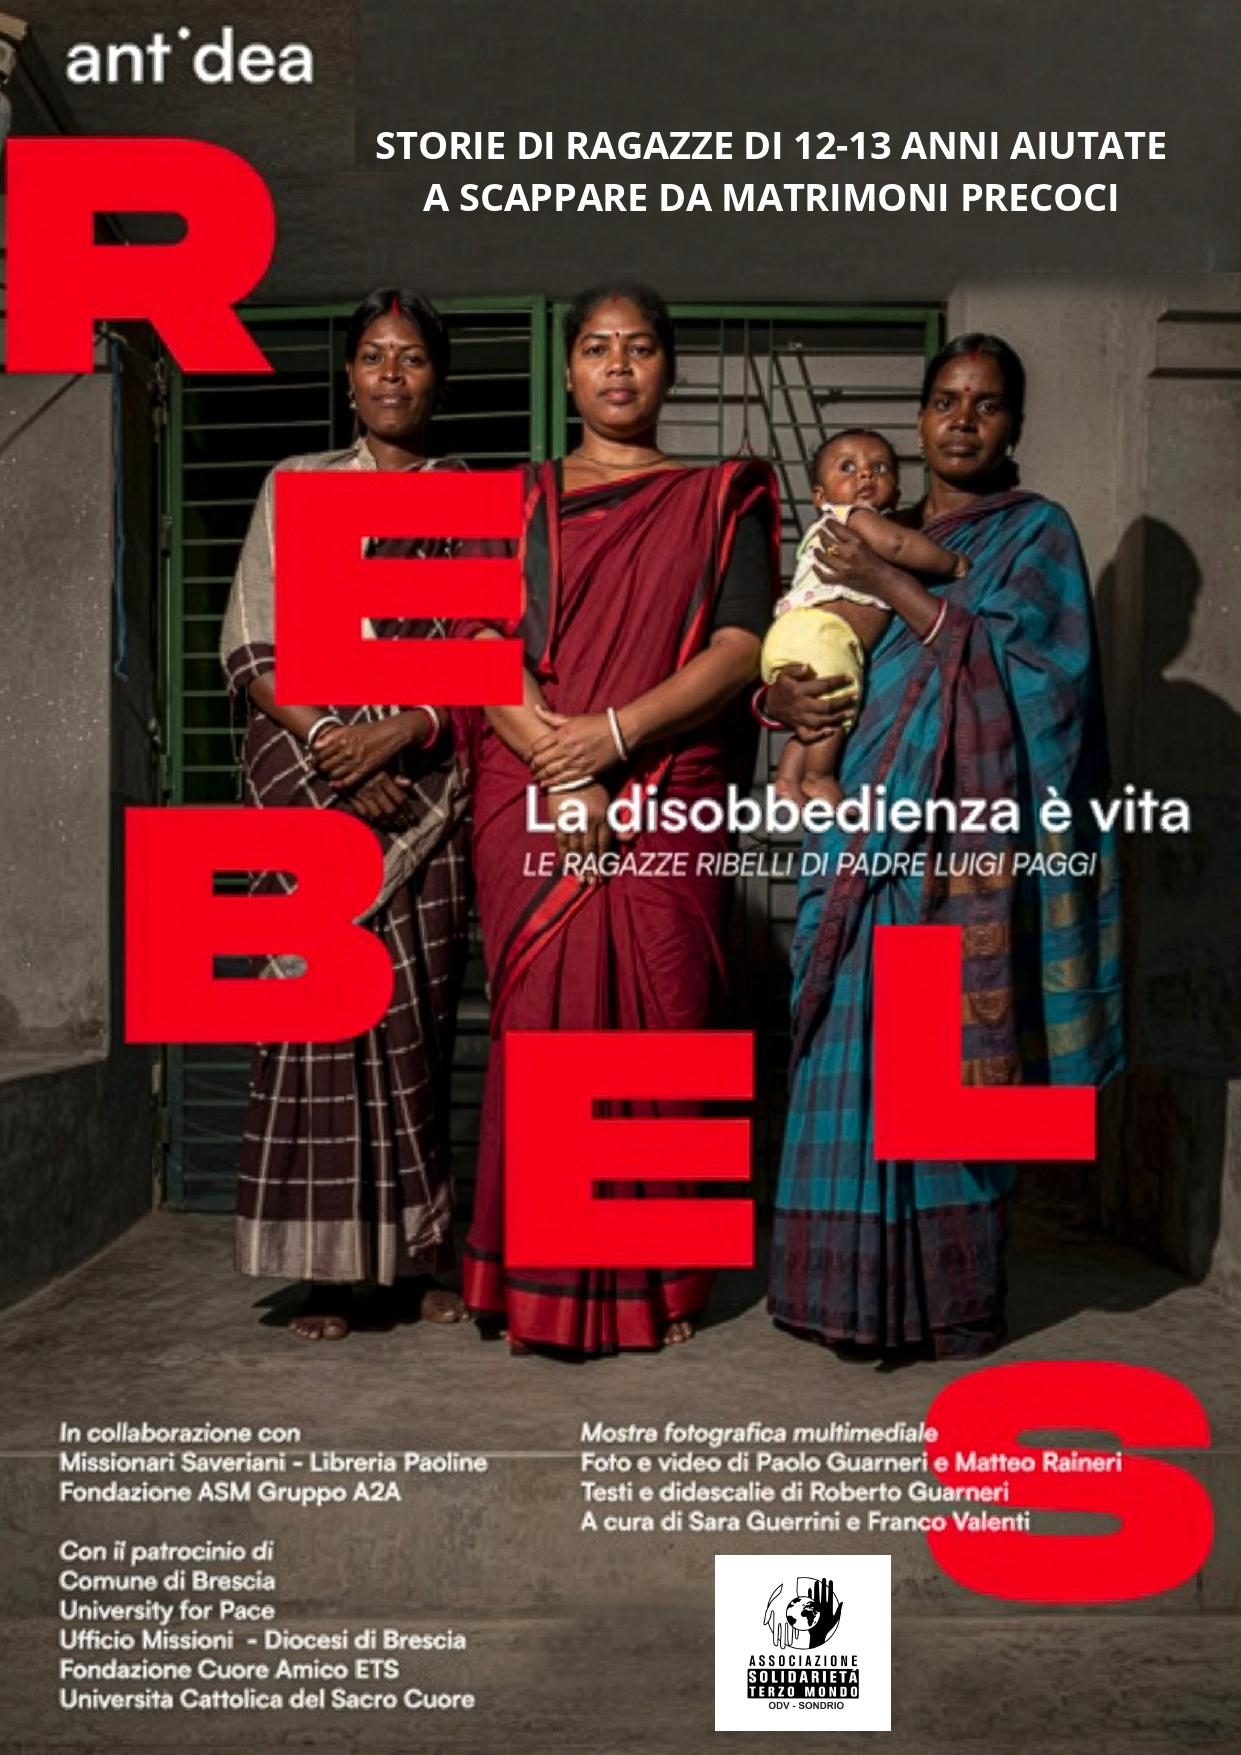 ant•dea
STORIE DI RAGAZZE DI 12-13 ANNI AIUTATE
A SCAPPARE DA MATRIMONI PRECOCI
REBELS
La disobbedienza è vita
LE RAGAZZE RIBELLI DI PADRE LUIGI PAGGI
In collaborazione con
Missionari Saveriani - Libreria Paoline
Fondazione ASM Gruppo A2A
Con il patrocinio di
Comune di Brescia
University for Pace
Ufficio Missioni - Diocesi di Brescia
Fondazione Cuore Amico ETS
Universita Cattolica del Sacro Cuore
Mostra fotografica multimediale
Foto e video di Paolo Guarneri e Matteo Raineri
Testi e didascalie di Roberto Guarneri
A cura di Sara Guerrini e Franco Valenti
ASSOCIAZIONE
SOLIDARIETÁ
TERZO MONDO
ODV - SONDRIO